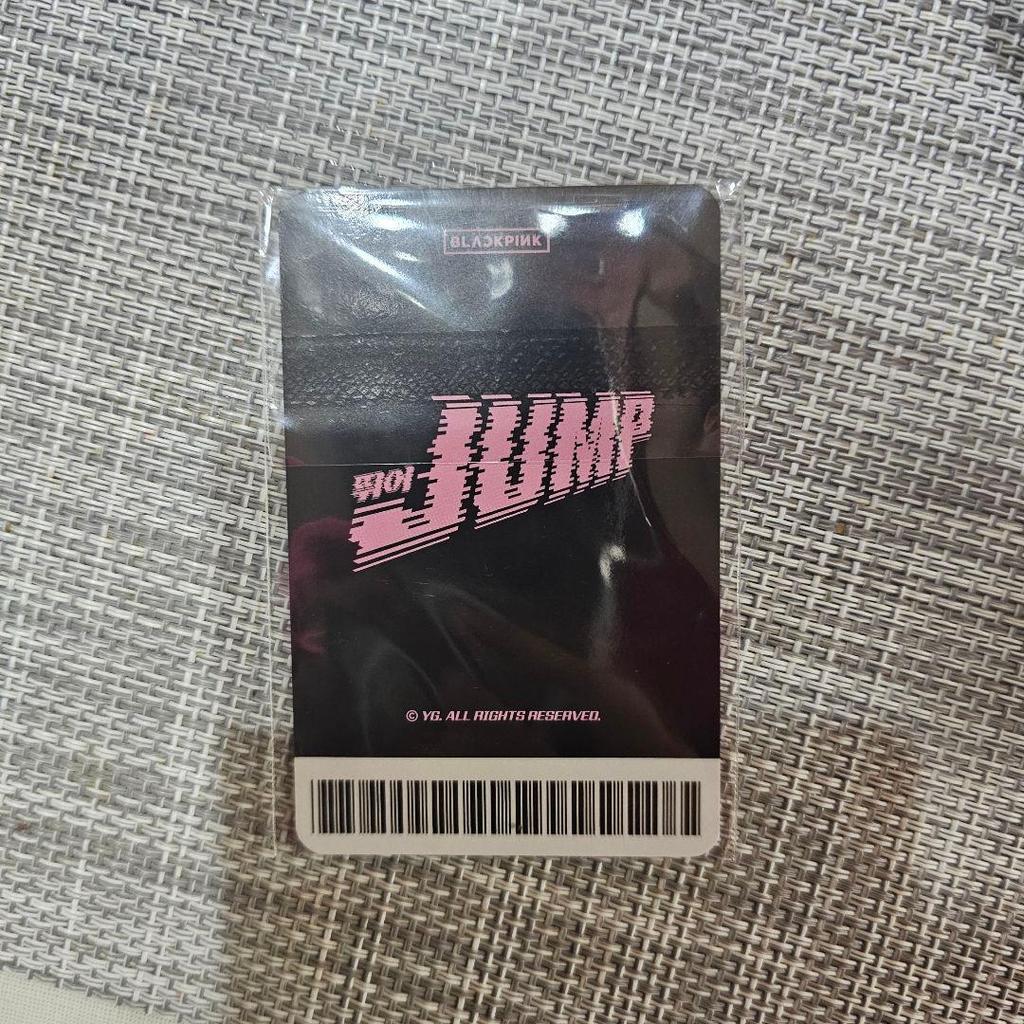 BLACKPINK
뛰어 JUMP
© YG. ALL RIGHTS RESERVED.